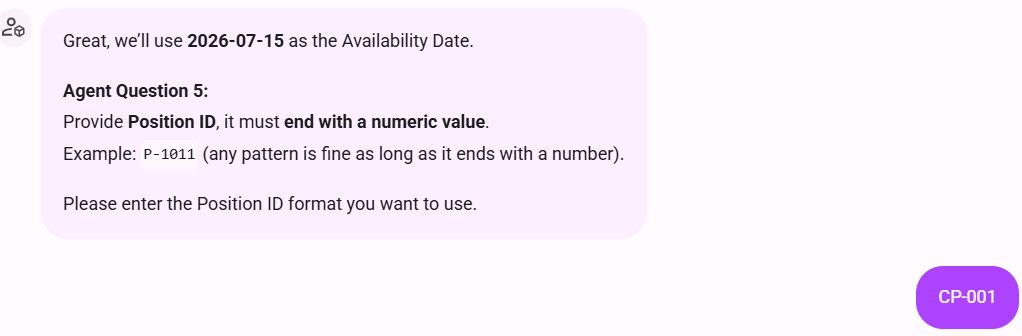 Great, we’ll use 2026-07-15 as the Availability Date.
Agent Question 5:
Provide Position ID, it must end with a numeric value.
Example: P-1011 (any pattern is fine as long as it ends with a number).
Please enter the Position ID format you want to use.
CP-001